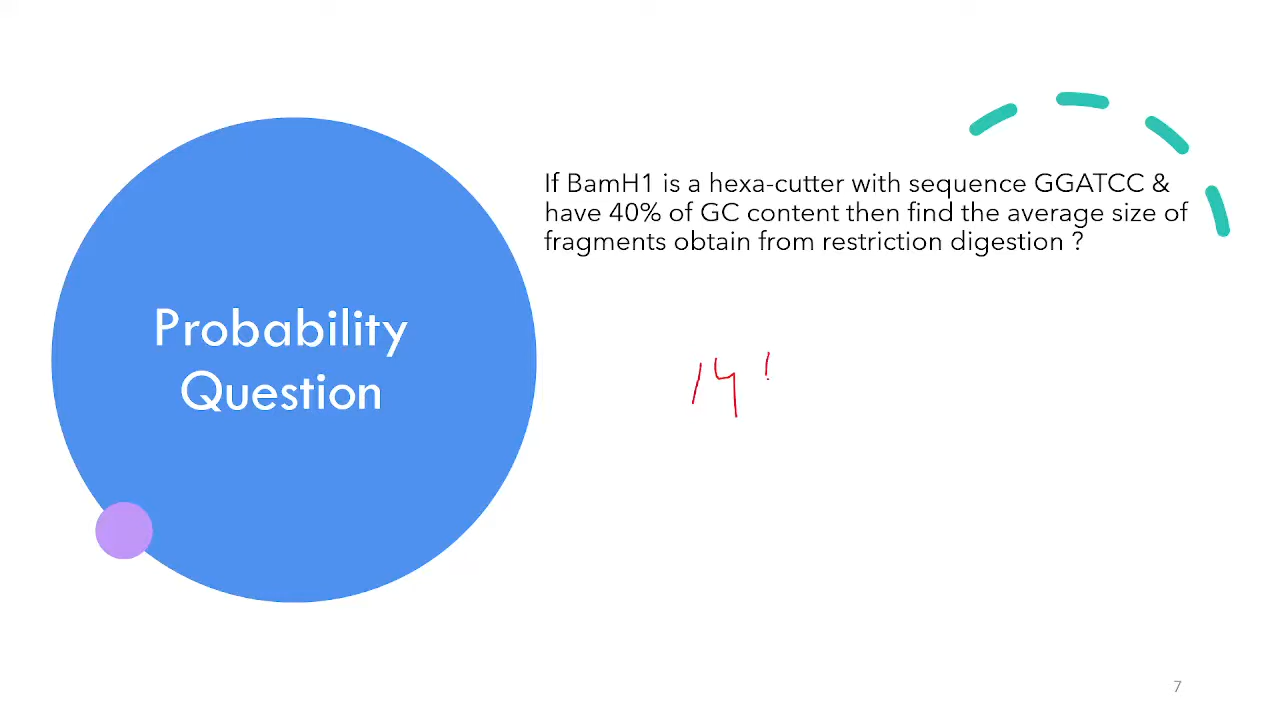 If BamH1 is a hexa-cutter with sequence GGATCC &
have 40% of GC content then find the average size of
fragments obtain from restriction digestion ?
Probability
Question
14
7